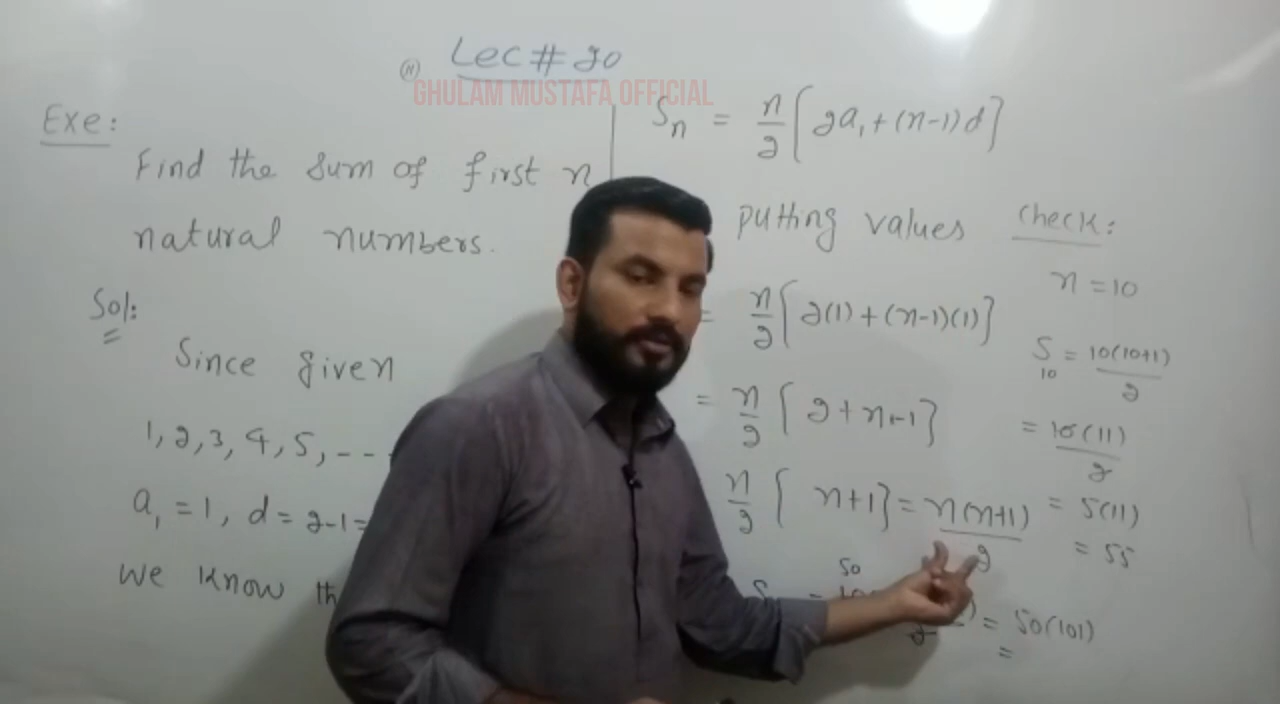 Lec # 20
GHULAM MUSTAFA OFFICIAL
Exe:
Find the sum of first n
natural numbers.
Sol:
Since given
1, 2, 3, 4, 5, - - -
a₁ = 1, d = 2-1 =
We know
Sₙ = n/2 [2a₁ + (n-1)d]
putting values
= n/2 [2(1) + (n-1)(1)]
= n/2 [2 + n-1]
n/2 [n+1] = n(n+1)/2
50
= 50(101)
=
Check:
n = 10
S₁₀ = 10(10+1)/2
= 10(11)/2
= 5(11)
= 55